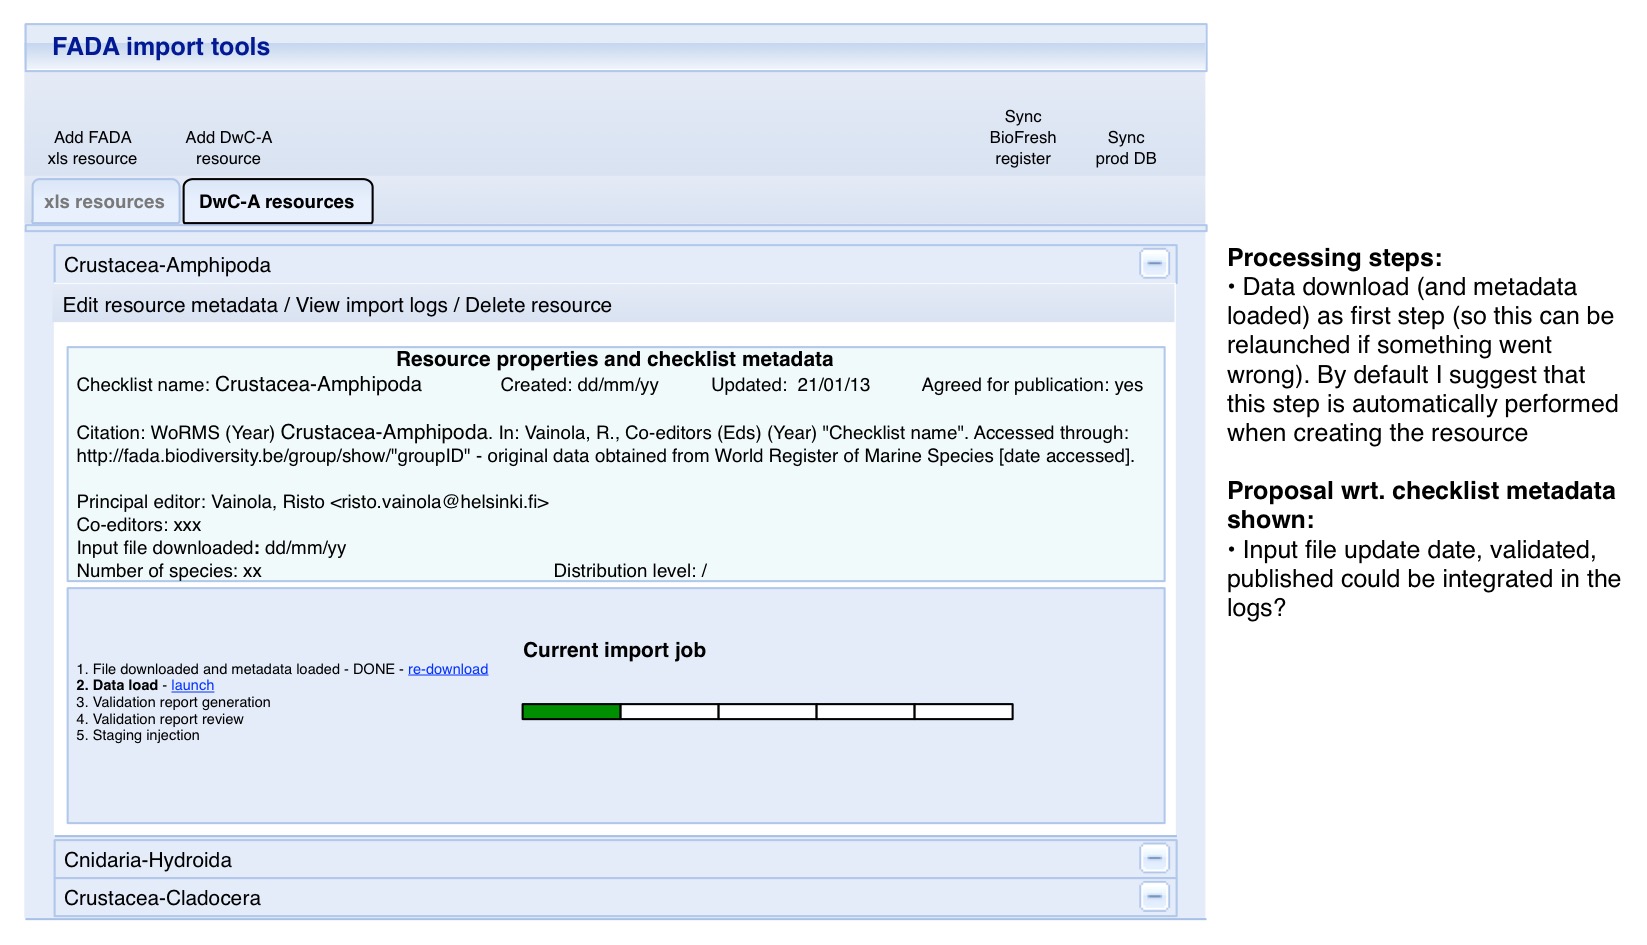 FADA import tools
Add FADA
xls resource
Add DwC-A
resource
Sync
BioFresh
register
Sync
prod DB
xls resources
DwC-A resources
Crustacea-Amphipoda
Edit resource metadata / View import logs / Delete resource
Resource properties and checklist metadata
Checklist name: Crustacea-Amphipoda Created: dd/mm/yy Updated: 21/01/13 Agreed for publication: yes
Citation: WoRMS (Year) Crustacea-Amphipoda. In: Vainola, R., Co-editors (Eds) (Year) "Checklist name". Accessed through:
http://fada.biodiversity.be/group/show/"groupID" - original data obtained from World Register of Marine Species [date accessed].
Principal editor: Vainola, Risto <risto.vainola@helsinki.fi>
Co-editors: xxx
Input file downloaded: dd/mm/yy
Number of species: xx Distribution level: /
Current import job
1. File downloaded and metadata loaded - DONE - re-download
2. Data load - launch
3. Validation report generation
4. Validation report review
5. Staging injection
Cnidaria-Hydroida
Crustacea-Cladocera
Processing steps:
• Data download (and metadata
loaded) as first step (so this can be
relaunched if something went
wrong). By default I suggest that
this step is automatically performed
when creating the resource
Proposal wrt. checklist metadata
shown:
• Input file update date, validated,
published could be integrated in the
logs?